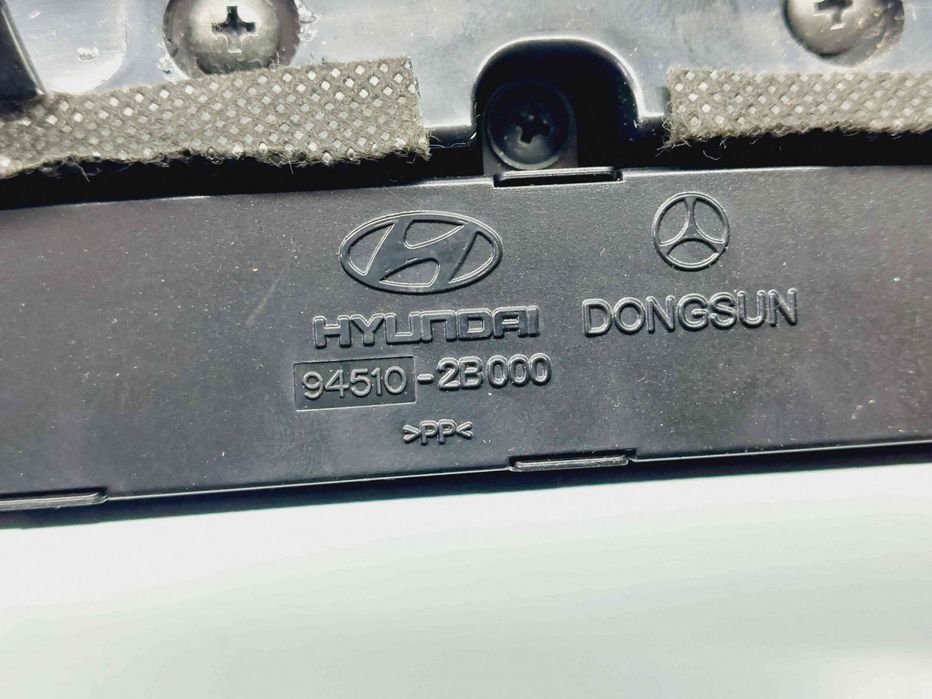 HYUNDAI
DONGSUN
94510-2B000
>PP<